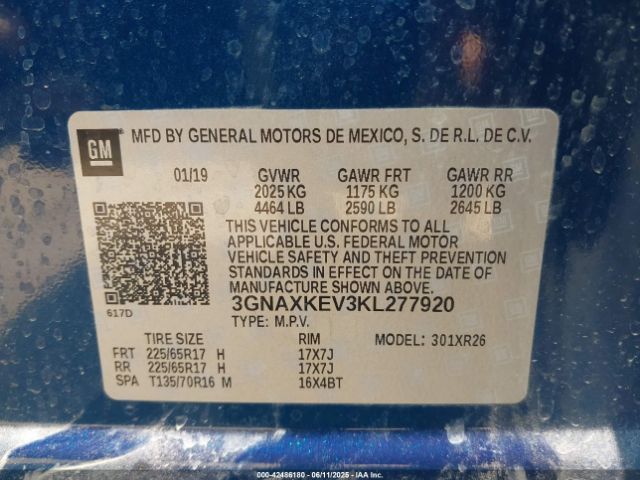 GM
MFD BY GENERAL MOTORS DE MEXICO, S. DE R.L. DE C.V.
01/19 GVWR GAWR FRT GAWR RR
2025 KG 1175 KG 1200 KG
4464 LB 2590 LB 2645 LB
THIS VEHICLE CONFORMS TO ALL
APPLICABLE U.S. FEDERAL MOTOR
VEHICLE SAFETY AND THEFT PREVENTION
STANDARDS IN EFFECT ON THE DATE OF
MANUFACTURE SHOWN ABOVE.
617D
3GNAXKEV3KL277920
TYPE: M.P.V.
TIRE SIZE RIM MODEL: 301XR26
FRT 225/65R17 H 17X7J
RR 225/65R17 H 17X7J
SPA T135/70R16 M 16X4BT
000-42486180 - 06/11/2025 - IAA, LLC